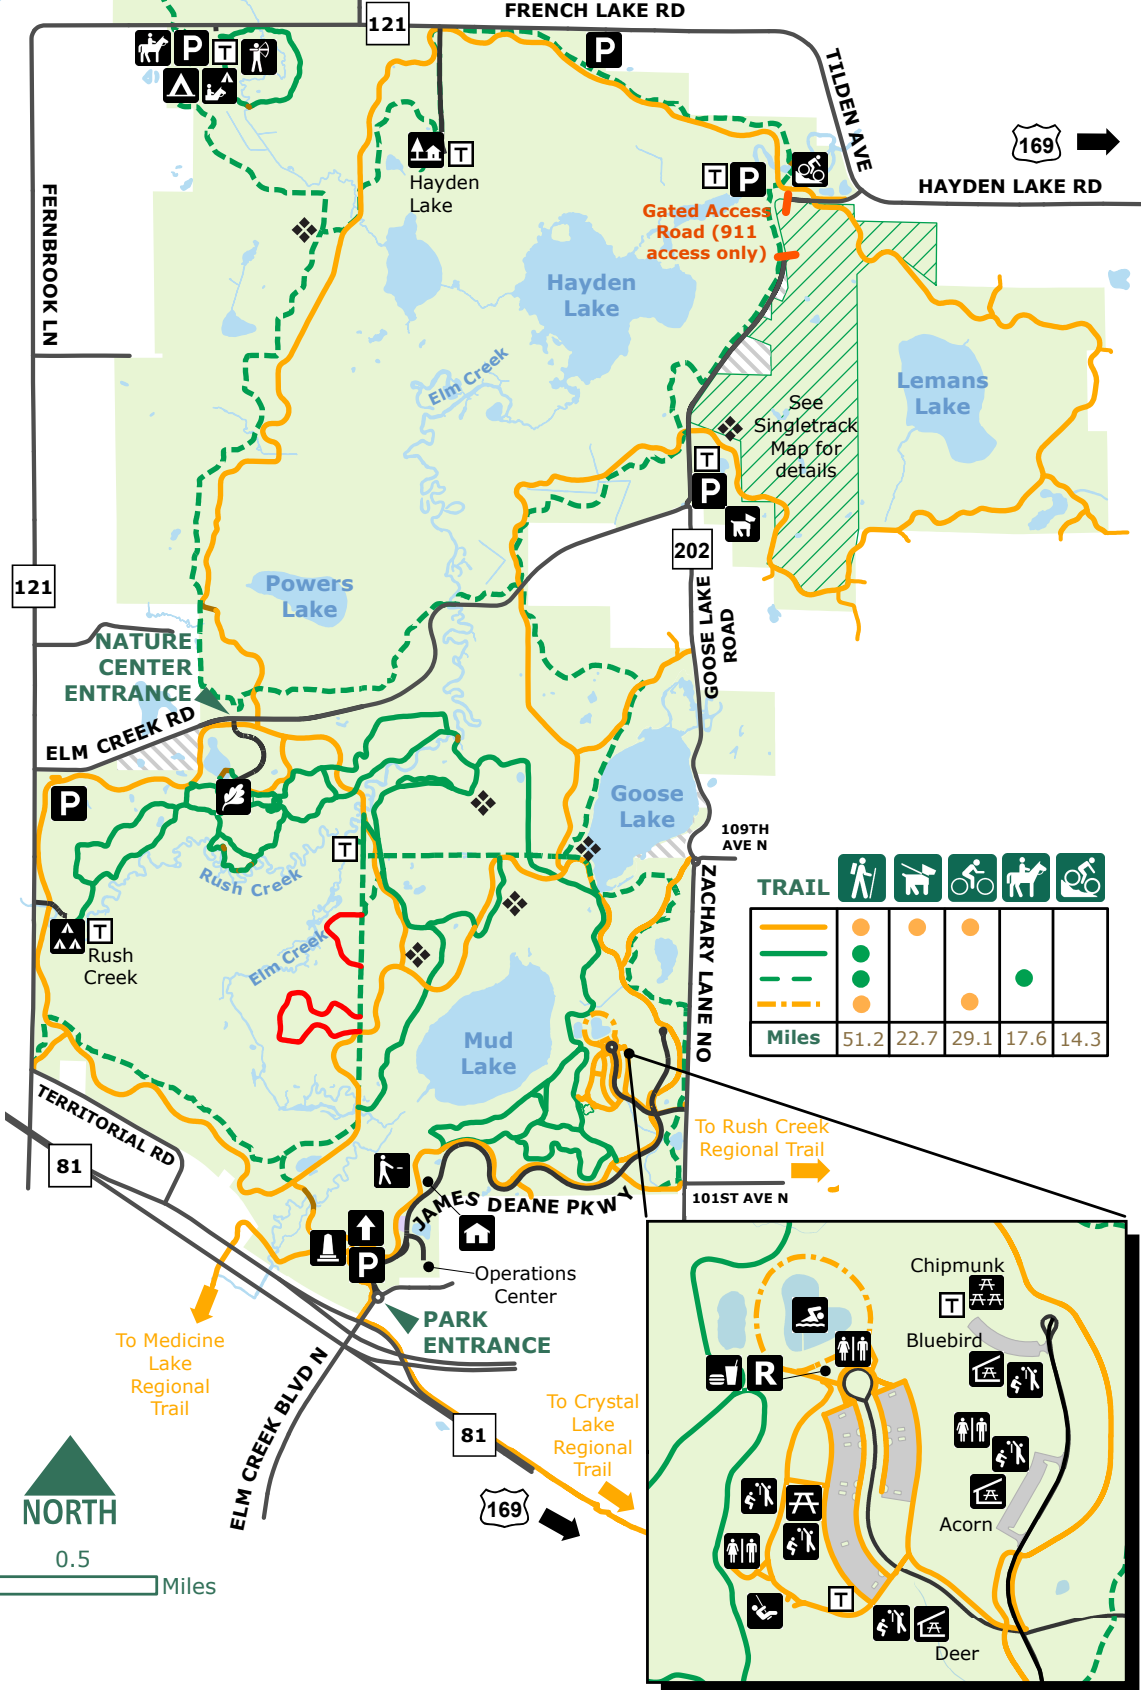 FRENCH LAKE RD
121
P
T
P
TILDEN AVE
169
HAYDEN LAKE RD
T
Hayden
Lake
T
P
FERNBROOK LN
Gated Access
Road (911
access only)
Hayden
Lake
Elm Creek
Lemans
Lake
See
Singletrack
Map for
details
T
P
202
121
Powers
Lake
GOOSE LAKE
ROAD
NATURE
CENTER
ENTRANCE
ELM CREEK RD
P
Goose
Lake
109TH
AVE N
T
Rush Creek
ZACHARY LANE NO
TRAIL
Miles
51.2
22.7
29.1
17.6
14.3
T
Rush
Creek
Elm Creek
Mud
Lake
TERRITORIAL RD
81
To Rush Creek
Regional Trail
101ST AVE N
JAMES DEANE PKWY
P
Operations
Center
PARK
ENTRANCE
To Medicine
Lake
Regional
Trail
ELM CREEK BLVD N
To Crystal
Lake
Regional
Trail
81
169
NORTH
0.5
Miles
Chipmunk
T
Bluebird
R
Acorn
T
Deer